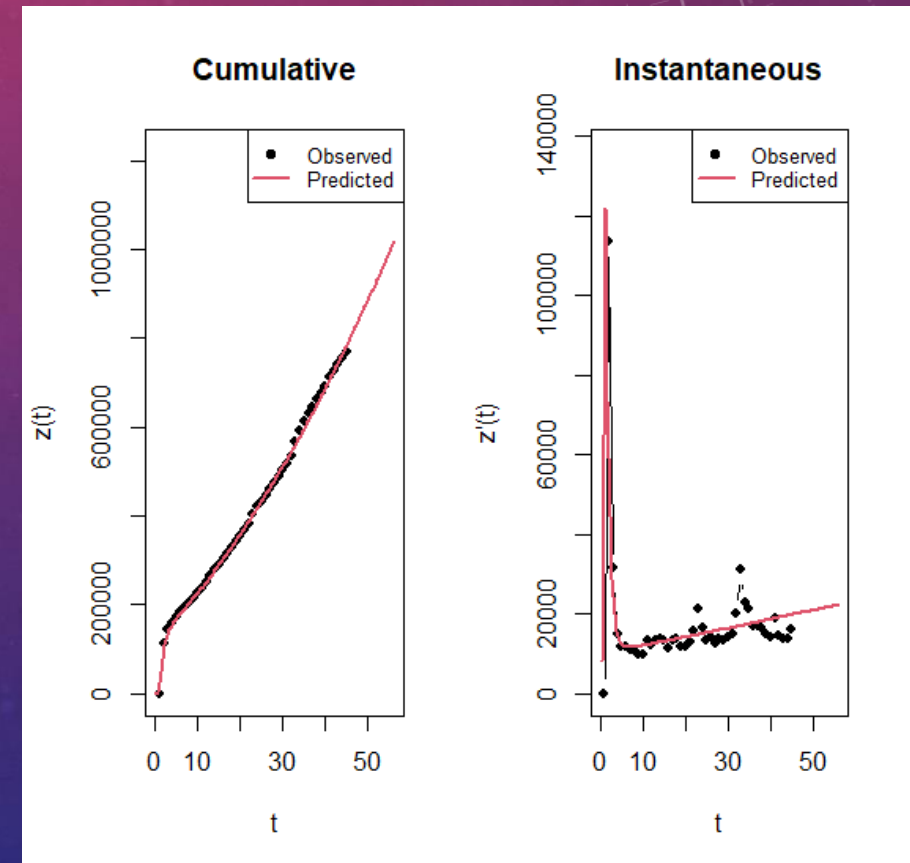 Cumulative
Observed
Predicted
z(t)
1000000
600000
200000
0
0 10 30 50
t
Instantaneous
Observed
Predicted
z'(t)
140000
100000
60000
20000
0
0 10 30 50
t